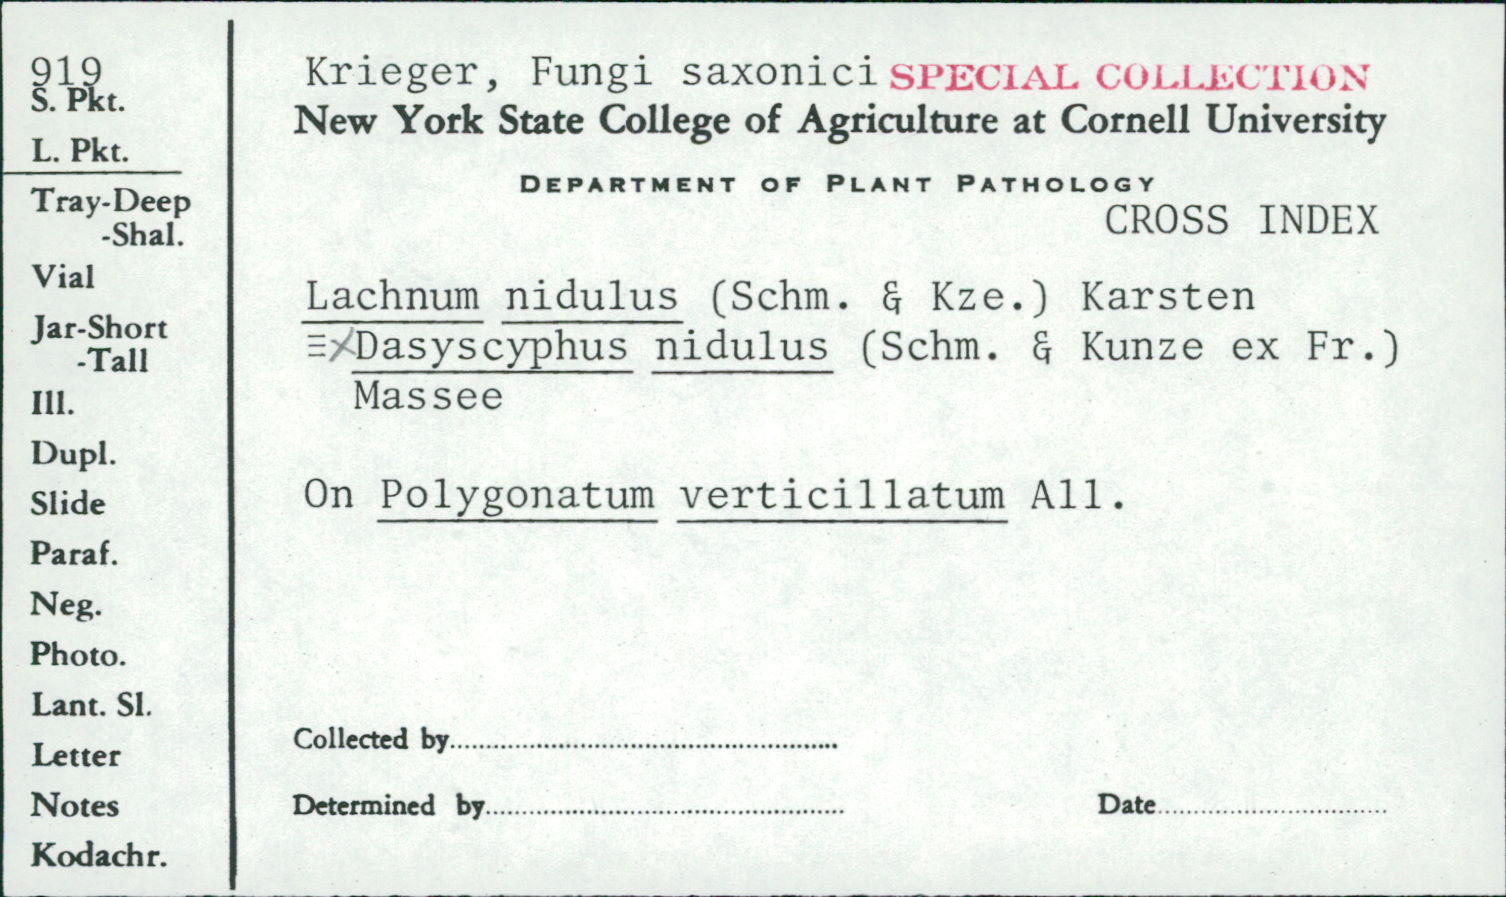 919
S. Pkt.
L. Pkt.
Tray-Deep
-Shal.
Vial
Jar-Short
-Tall
Ill.
Dupl.
Slide
Paraf.
Neg.
Photo.
Lant. Sl.
Letter
Notes
Kodachr.
Krieger, Fungi saxonici SPECIAL COLLECTION
New York State College of Agriculture at Cornell University
DEPARTMENT OF PLANT PATHOLOGY
CROSS INDEX
Lachnum nidulus (Schm. & Kze.) Karsten
≡×Dasyscyphus nidulus (Schm. & Kunze ex Fr.)
Massee
On Polygonatum verticillatum All.
Collected by
Determined by Date